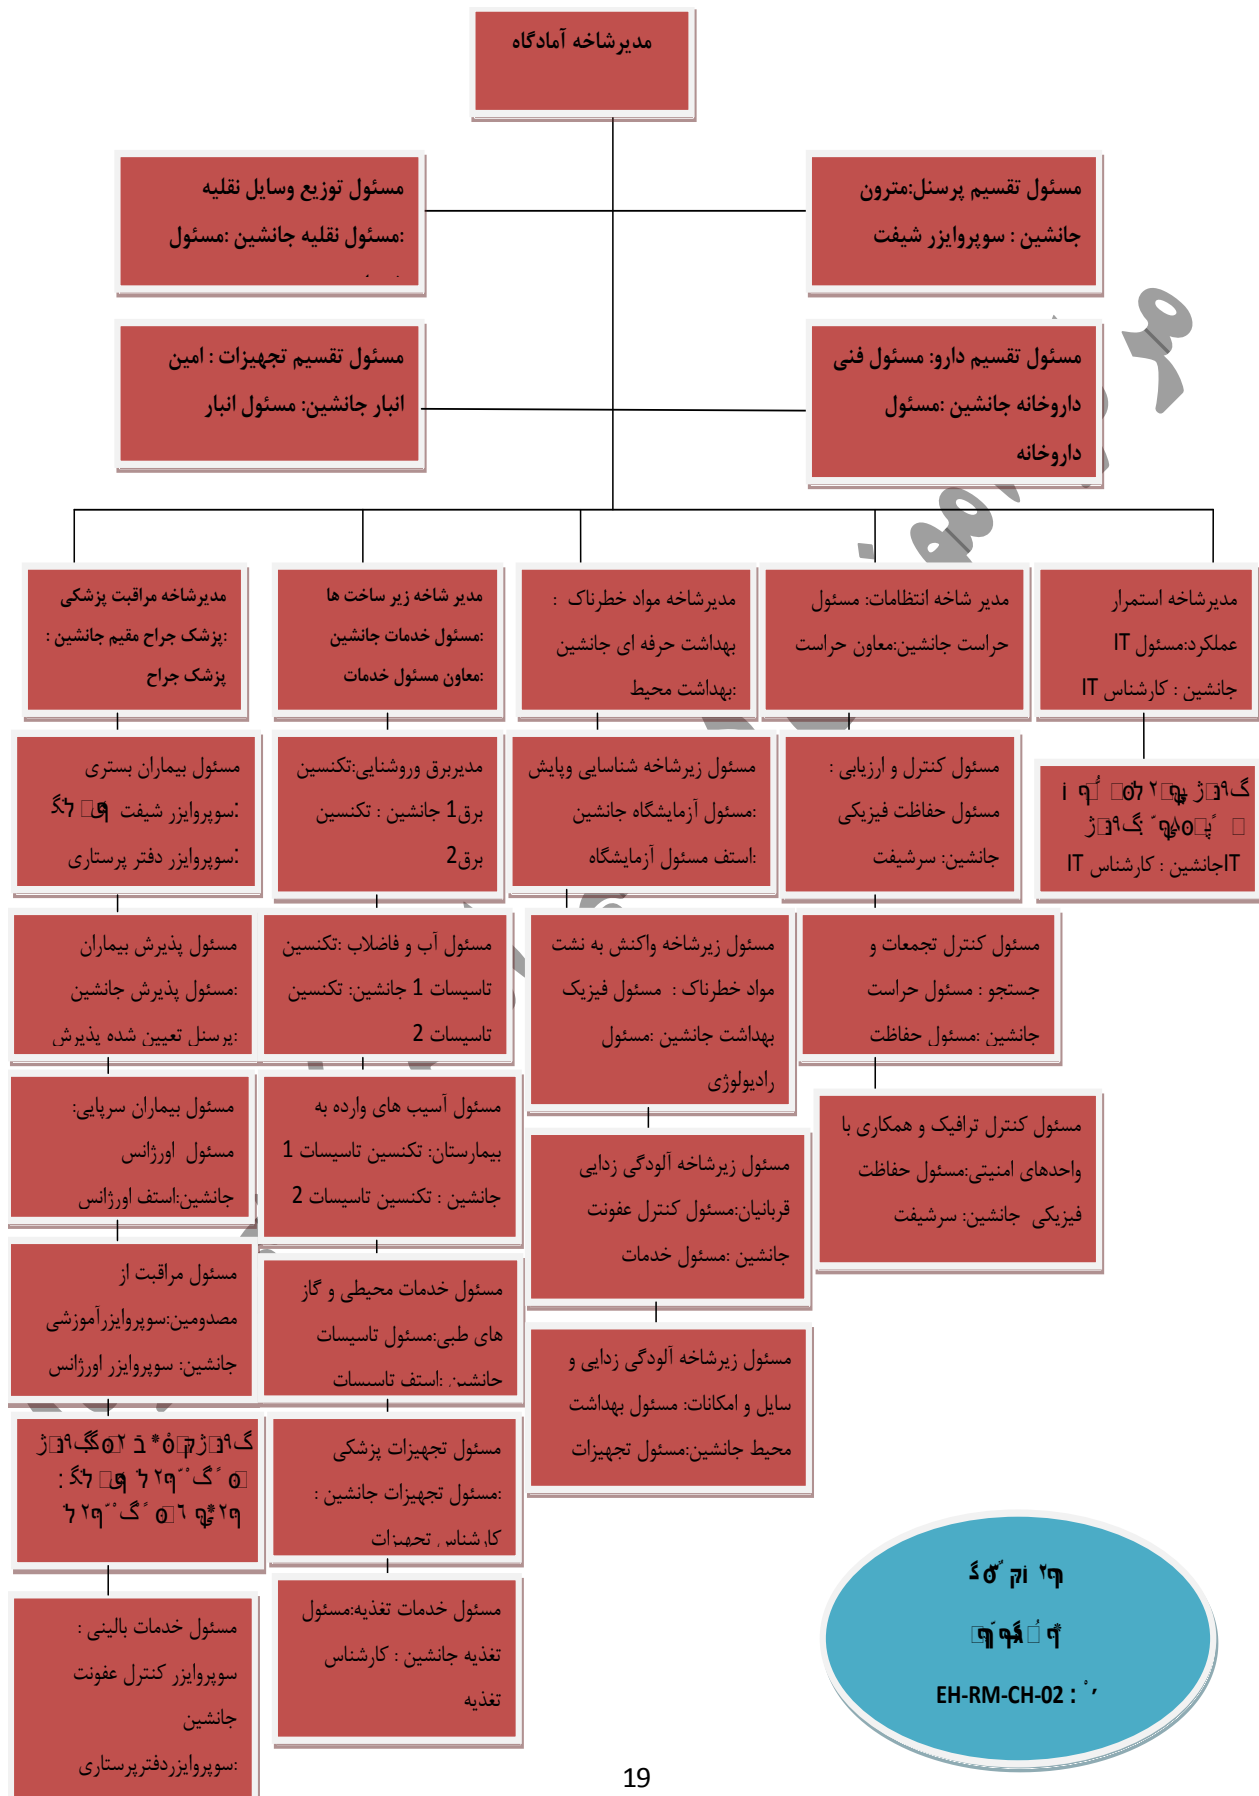 مدیرشاخه آمادگاه
مسئول تقسیم پرسنل:مترون
جانشین : سوپروایزر شیفت
مسئول توزیع وسایل نقلیه
:مسئول نقلیه جانشین :مسئول
مسئول تقسیم دارو: مسئول فنی
داروخانه جانشین :مسئول
داروخانه
مسئول تقسیم تجهیزات : امین
انبار جانشین: مسئول انبار
مدیرشاخه استمرار
عملکرد:مسئول IT
جانشین : کارشناس IT
مدیر شاخه انتظامات: مسئول
حراست جانشین:معاون حراست
مدیرشاخه مواد خطرناک :
بهداشت حرفه ای جانشین
:بهداشت محیط
مدیر شاخه زیر ساخت ها
:مسئول خدمات جانشین
:معاون مسئول خدمات
مدیرشاخه مراقبت پزشکی
:پزشک جراح مقیم جانشین :
پزشک جراح
ITجانشین : کارشناس IT
مسئول کنترل و ارزیابی :
مسئول حفاظت فیزیکی
جانشین: سرشیفت
مسئول زیرشاخه شناسایی وپایش
:مسئول آزمایشگاه جانشین
:استف مسئول آزمایشگاه
مدیربرق وروشنایی:تکنسین
برق1 جانشین : تکنسین
برق2
مسئول بیماران بستری
:سوپروایزر شیفت
:سوپروایزر دفتر پرستاری
مسئول کنترل تجمعات و
جستجو : مسئول حراست
جانشین :مسئول حفاظت
مسئول زیرشاخه واکنش به نشت
مواد خطرناک : مسئول فیزیک
بهداشت جانشین :مسئول
رادیولوژی
مسئول آب و فاضلاب :تکنسین
تاسیسات 1 جانشین: تکنسین
تاسیسات 2
مسئول پذیرش بیماران
:مسئول پذیرش جانشین
:پرسنل تعیین شده پذیرش
مسئول کنترل ترافیک و همکاری با
واحدهای امنیتی:مسئول حفاظت
فیزیکی جانشین: سرشیفت
مسئول زیرشاخه آلودگی زدایی
قربانیان:مسئول کنترل عفونت
جانشین :مسئول خدمات
مسئول آسیب های وارده به
بیمارستان: تکنسین تاسیسات 1
جانشین : تکنسین تاسیسات 2
مسئول بیماران سرپایی:
مسئول اورژانس
جانشین:استف اورژانس
مسئول زیرشاخه آلودگی زدایی و
سایل و امکانات: مسئول بهداشت
محیط جانشین:مسئول تجهیزات
مسئول خدمات محیطی و گاز
های طبی:مسئول تاسیسات
جانشین :استف تاسیسات
مسئول مراقبت از
مصدومین:سوپروایزرآموزشی
جانشین: سوپروایزر اورژانس
مسئول تجهیزات پزشکی
:مسئول تجهیزات جانشین :
کارشناس تجهیزات
مسئول خدمات تغذیه:مسئول
تغذیه جانشین : کارشناس
تغذیه
مسئول خدمات بالینی :
سوپروایزر کنترل عفونت
جانشین
:سوپروایزردفترپرستاری
EH-RM-CH-02 :
19